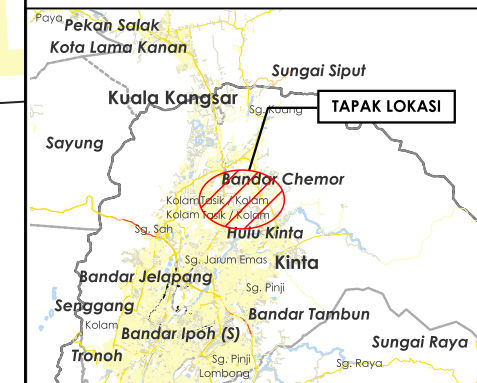 Paya
Pekan Salak
Kota Lama Kanan
Sungai Siput
Kuala Kangsar
Sg. Kuang
TAPAK LOKASI
Sayung
Bandar Chemor
Kolam Tasik / Kolam
Kolam Tasik / Kolam
Sg. Sah
Hulu Kinta
Sg. Jarum Emas
Kinta
Bandar Jelapang
Sg. Pinji
Senggang
Bandar Tambun
Kolam
Bandar Ipoh (S)
Sungai Raya
Tronoh
Sg. Pinji
Sg. Raya
Lombong